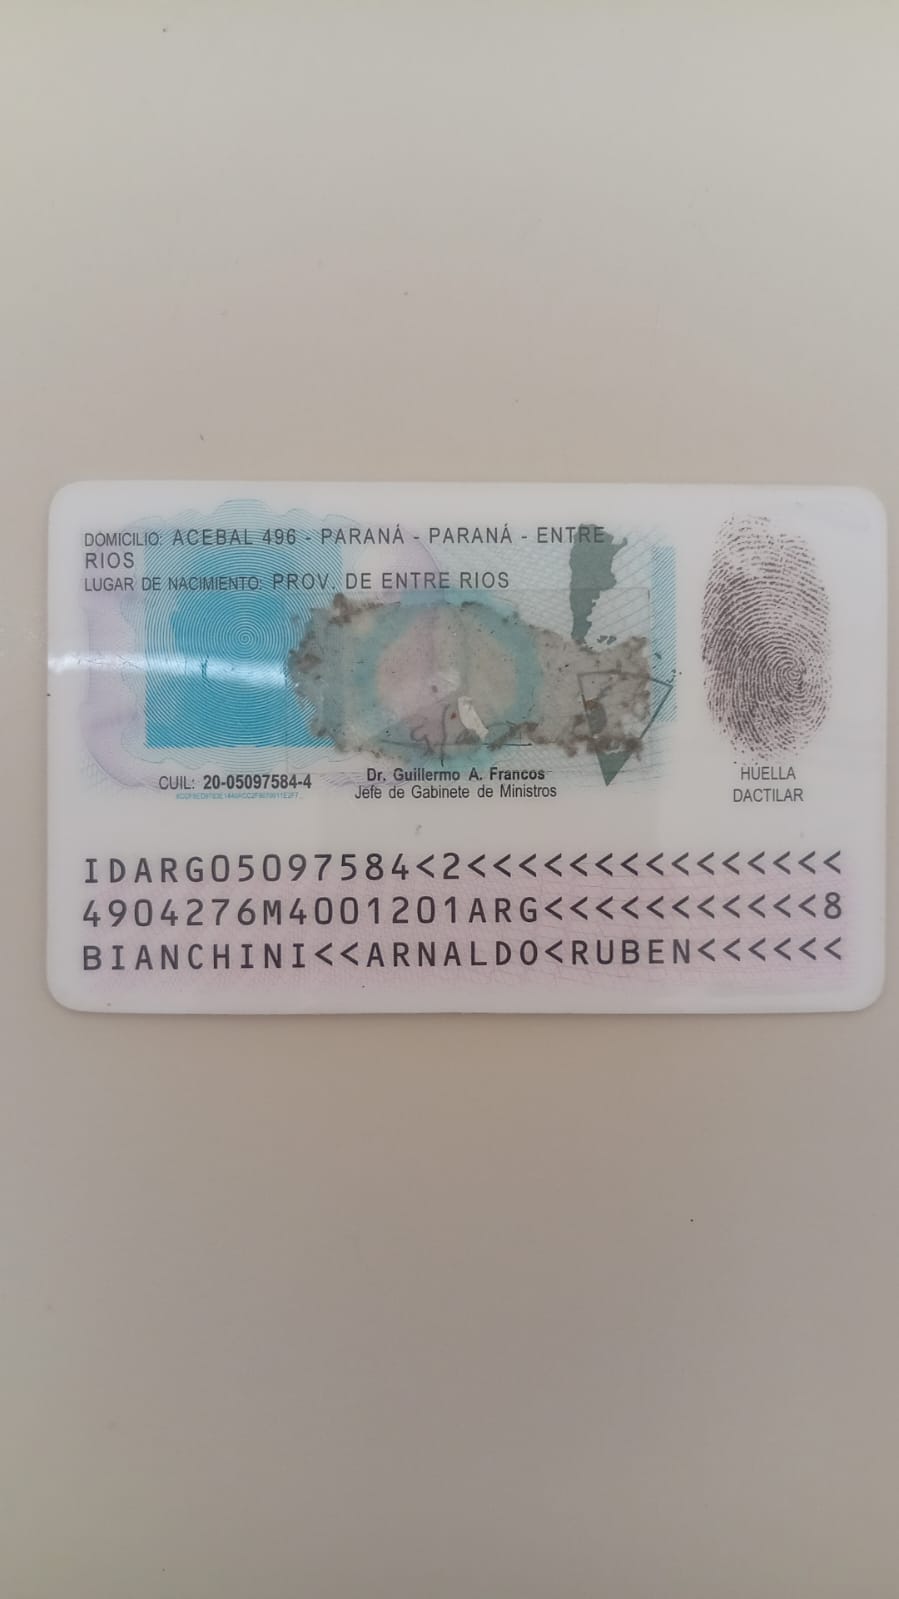 DOMICILIO: ACEBAL 496 - PARANÁ - PARANÁ - ENTRE
RIOS
LUGAR DE NACIMIENTO: PROV. DE ENTRE RIOS
CUIL: 20-05097584-4
Dr. Guillermo A. Francos
Jefe de Gabinete de Ministros
HUELLA
DACTILAR
IDARG05097584<2<<<<<<<<<<<<<<<
4904276M4001201ARG<<<<<<<<<<<8
BIANCHINI<<ARNALDO<RUBEN<<<<<<